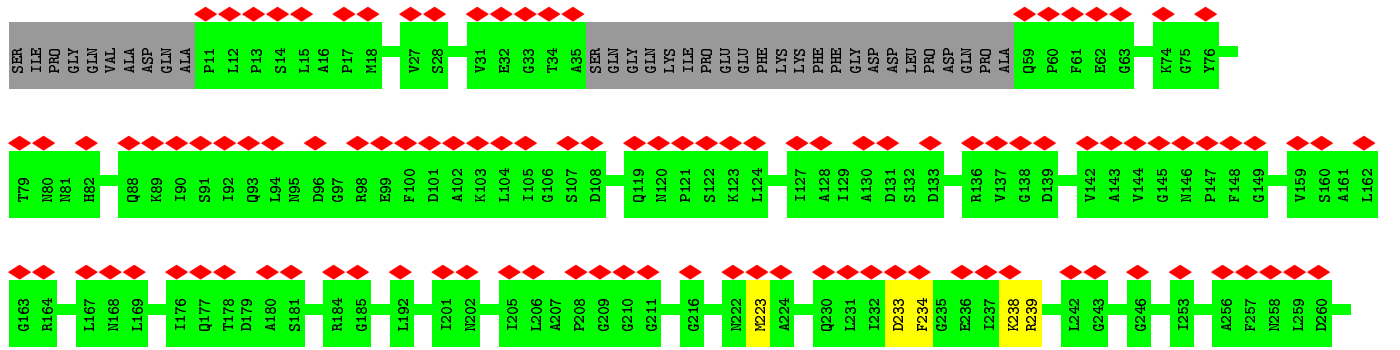 SER ILE PRO GLY GLN VAL ALA ASP GLN ALA P11 L12 P13 S14 L15 A16 P17 M18 V27 S28 V31 E32 G33 T34 A35 SER GLN GLY GLN LYS ILE PRO GLU GLU PHE LYS LYS PHE PHE GLY ASP ASP LEU PRO ASP GLN PRO ALA Q59 P60 F61 E62 G63 K74 G75 Y76
T79 N80 N81 H82 Q88 K89 I90 S91 I92 Q93 L94 N95 D96 G97 R98 E99 F100 D101 A102 K103 L104 I105 G106 S107 D108 Q119 N120 P121 S122 K123 L124 I127 A128 I129 A130 D131 S132 D133 R136 V137 G138 D139 V142 A143 V144 G145 N146 P147 F148 G149 V159 S160 A161 L162
G163 R164 L167 N168 L169 I176 Q177 T178 D179 A180 S181 R184 G185 L192 I201 N202 I205 L206 A207 P208 G209 G210 G211 G216 N222 M223 A224 Q230 L231 I232 D233 F234 G235 E236 I237 K238 R239 L242 G243 G246 I253 A256 F257 N258 L259 D260